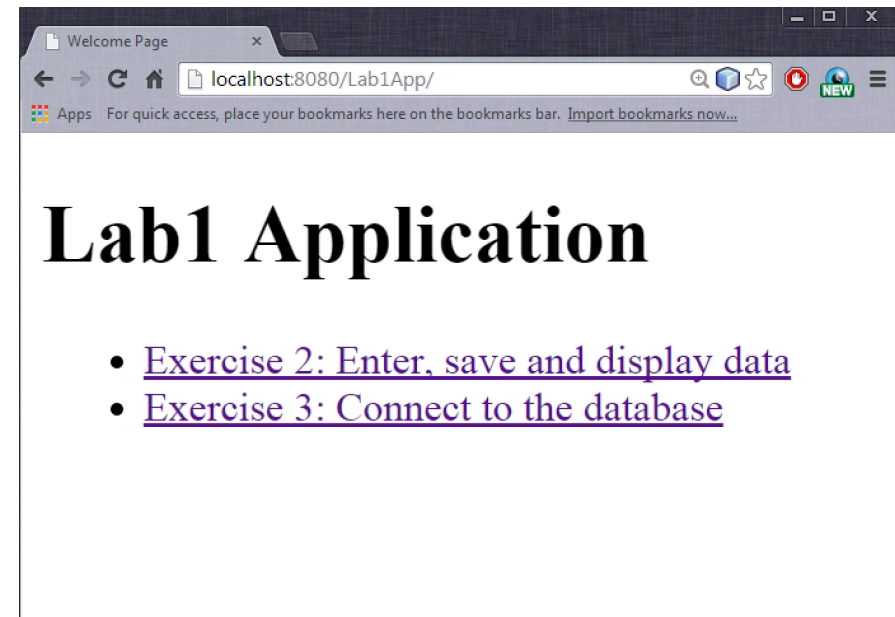 Welcome Page
localhost:8080/Lab1App/
NEW
Apps For quick access, place your bookmarks here on the bookmarks bar. Import bookmarks now...
Lab1 Application
• Exercise 2: Enter, save and display data
• Exercise 3: Connect to the database